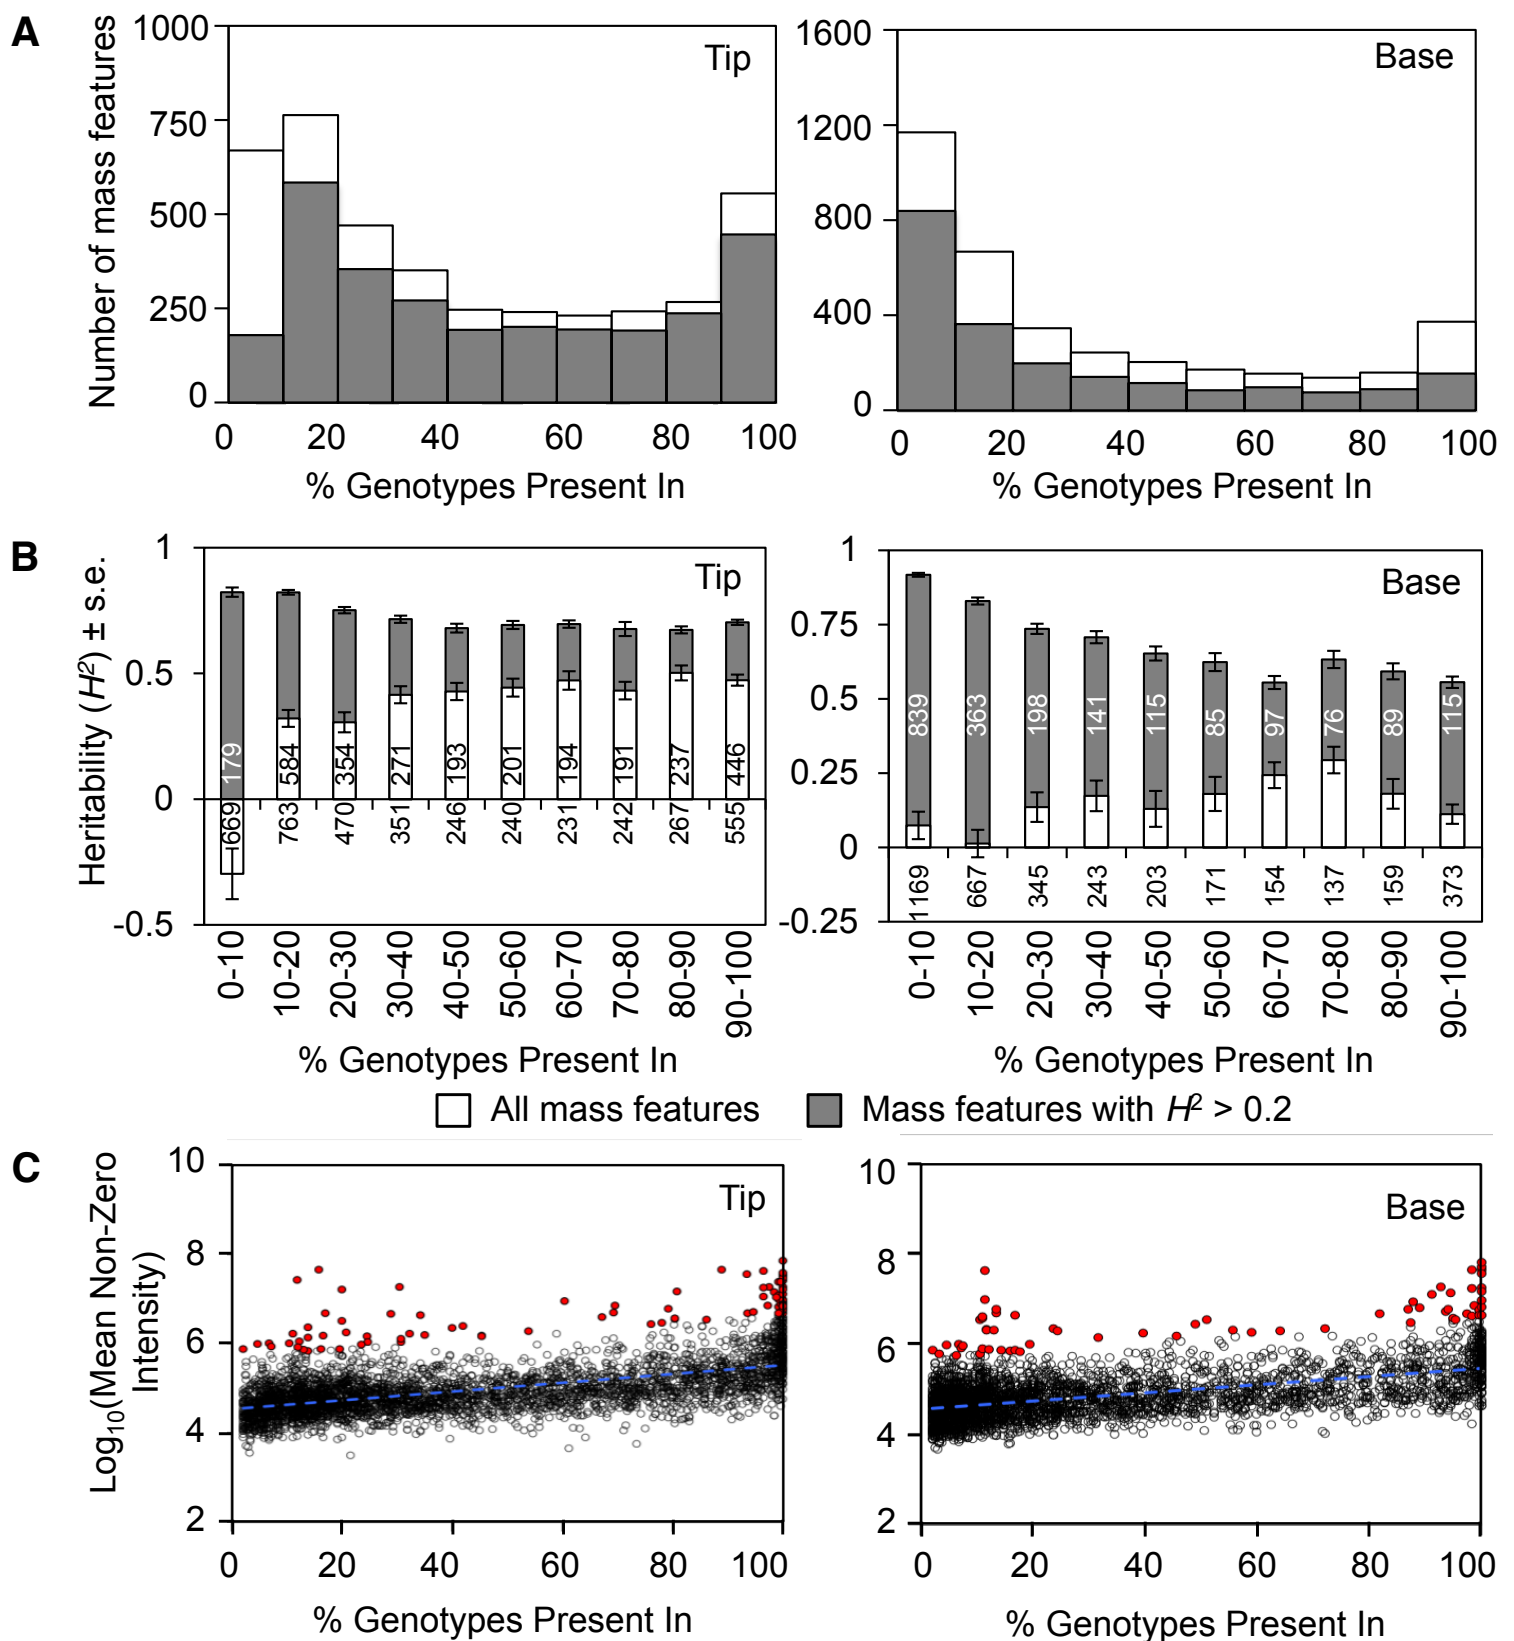 A
Number of mass features
1000
750
500
250
0
Tip
0 20 40 60 80 100
% Genotypes Present In
1600
1200
800
400
0
Base
0 20 40 60 80 100
% Genotypes Present In
B
Heritability (H²) ± s.e.
1
0.5
0
-0.5
Tip
179 584 354 271 193 201 194 191 237 446
669 763 470 351 246 240 231 242 267 555
0-10 10-20 20-30 30-40 40-50 50-60 60-70 70-80 80-90 90-100
% Genotypes Present In
1
0.75
0.5
0.25
0
-0.25
Base
839 363 198 141 115 85 97 76 89 115
1169 667 345 243 203 171 154 137 159 373
0-10 10-20 20-30 30-40 40-50 50-60 60-70 70-80 80-90 90-100
% Genotypes Present In
All mass features
Mass features with H² > 0.2
C
Log₁₀(Mean Non-Zero
Intensity)
10
8
6
4
2
Tip
0 20 40 60 80 100
% Genotypes Present In
10
8
6
4
2
Base
0 20 40 60 80 100
% Genotypes Present In